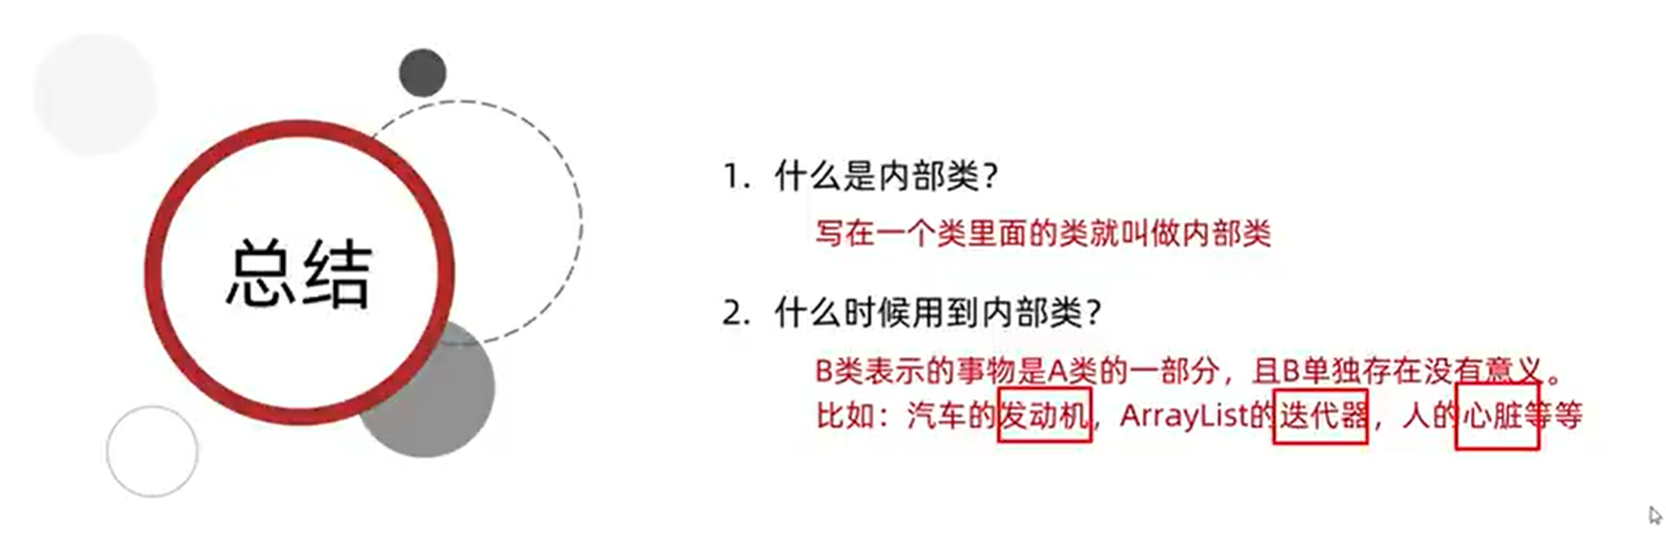 总结
1. 什么是内部类？
写在一个类里面的类就叫做内部类
2. 什么时候用到内部类？
B类表示的事物是A类的一部分，且B单独存在没有意义。
比如：汽车的发动机，ArrayList的迭代器，人的心脏等等